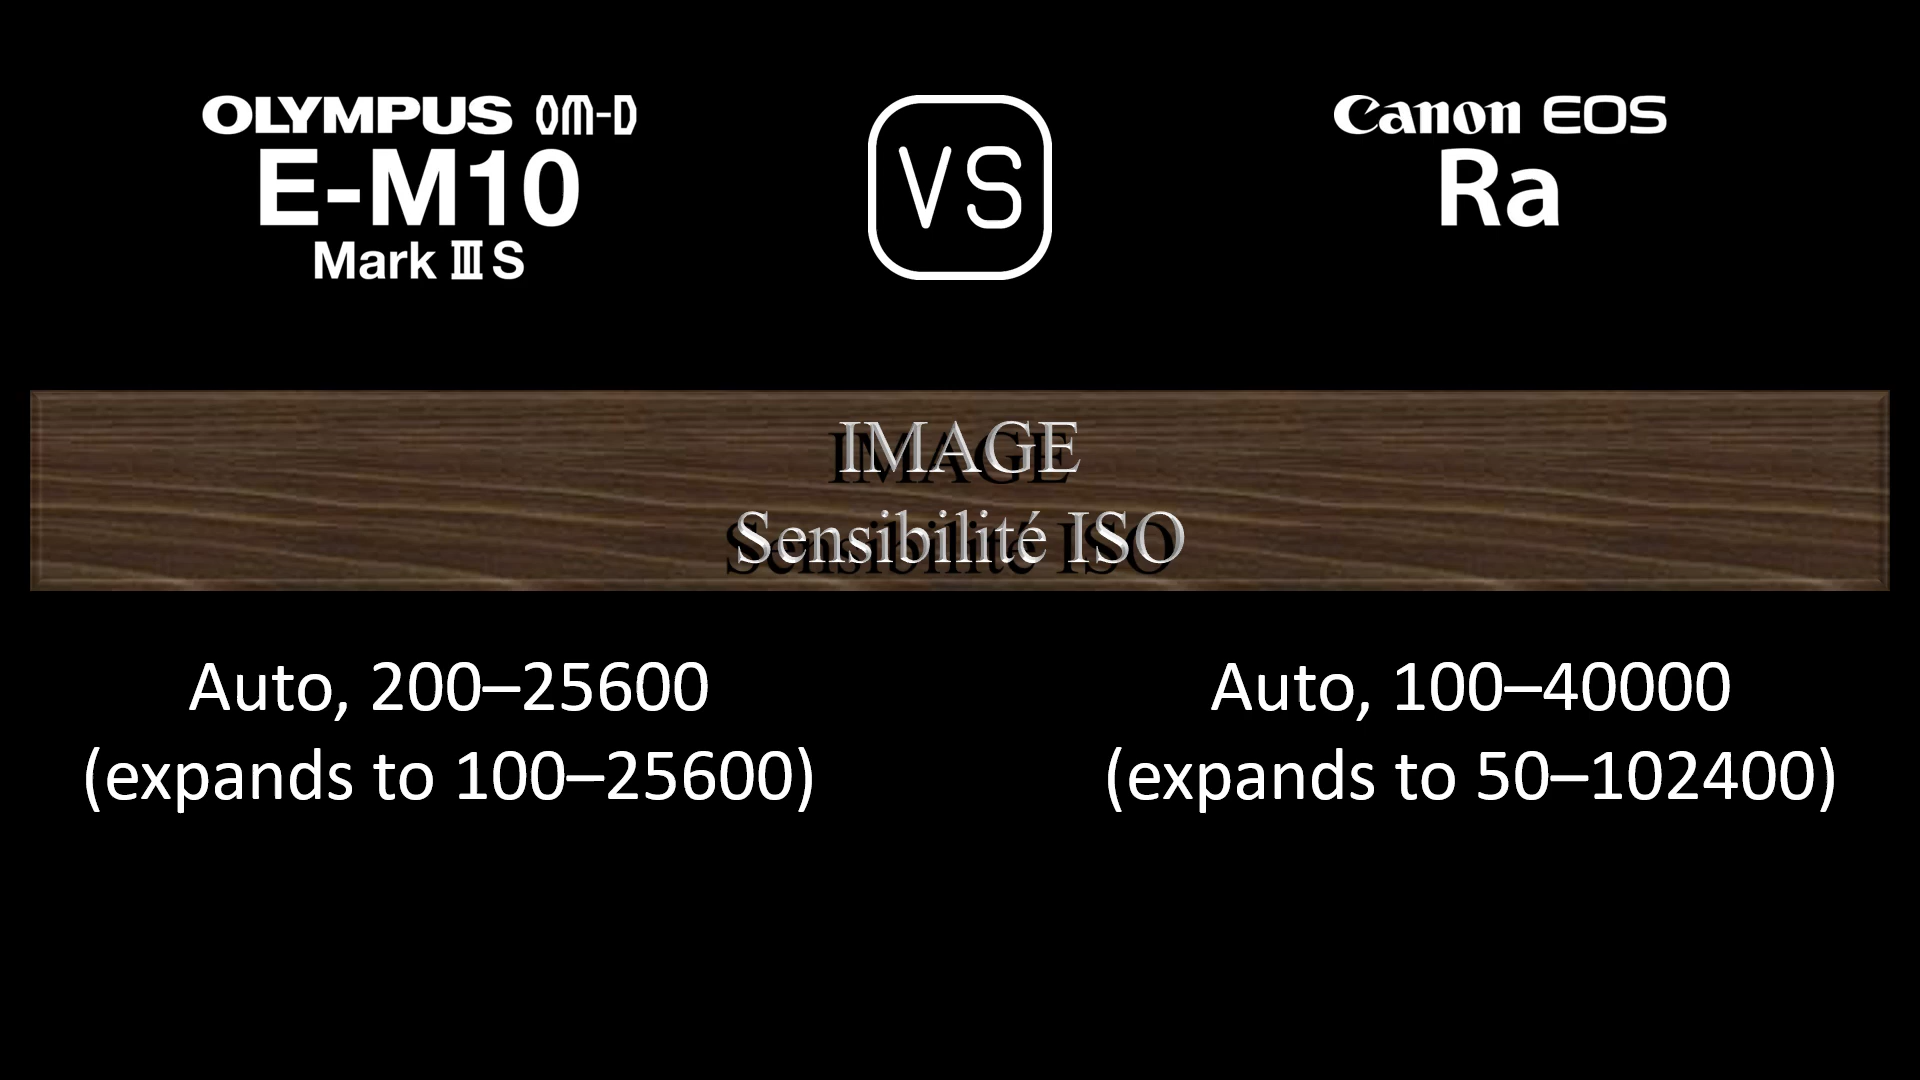 OLYMPUS OM-D
E-M10
Mark III S
VS
Canon EOS
Ra
IMAGE
Sensibilité ISO
Auto, 200–25600
(expands to 100–25600)
Auto, 100–40000
(expands to 50–102400)